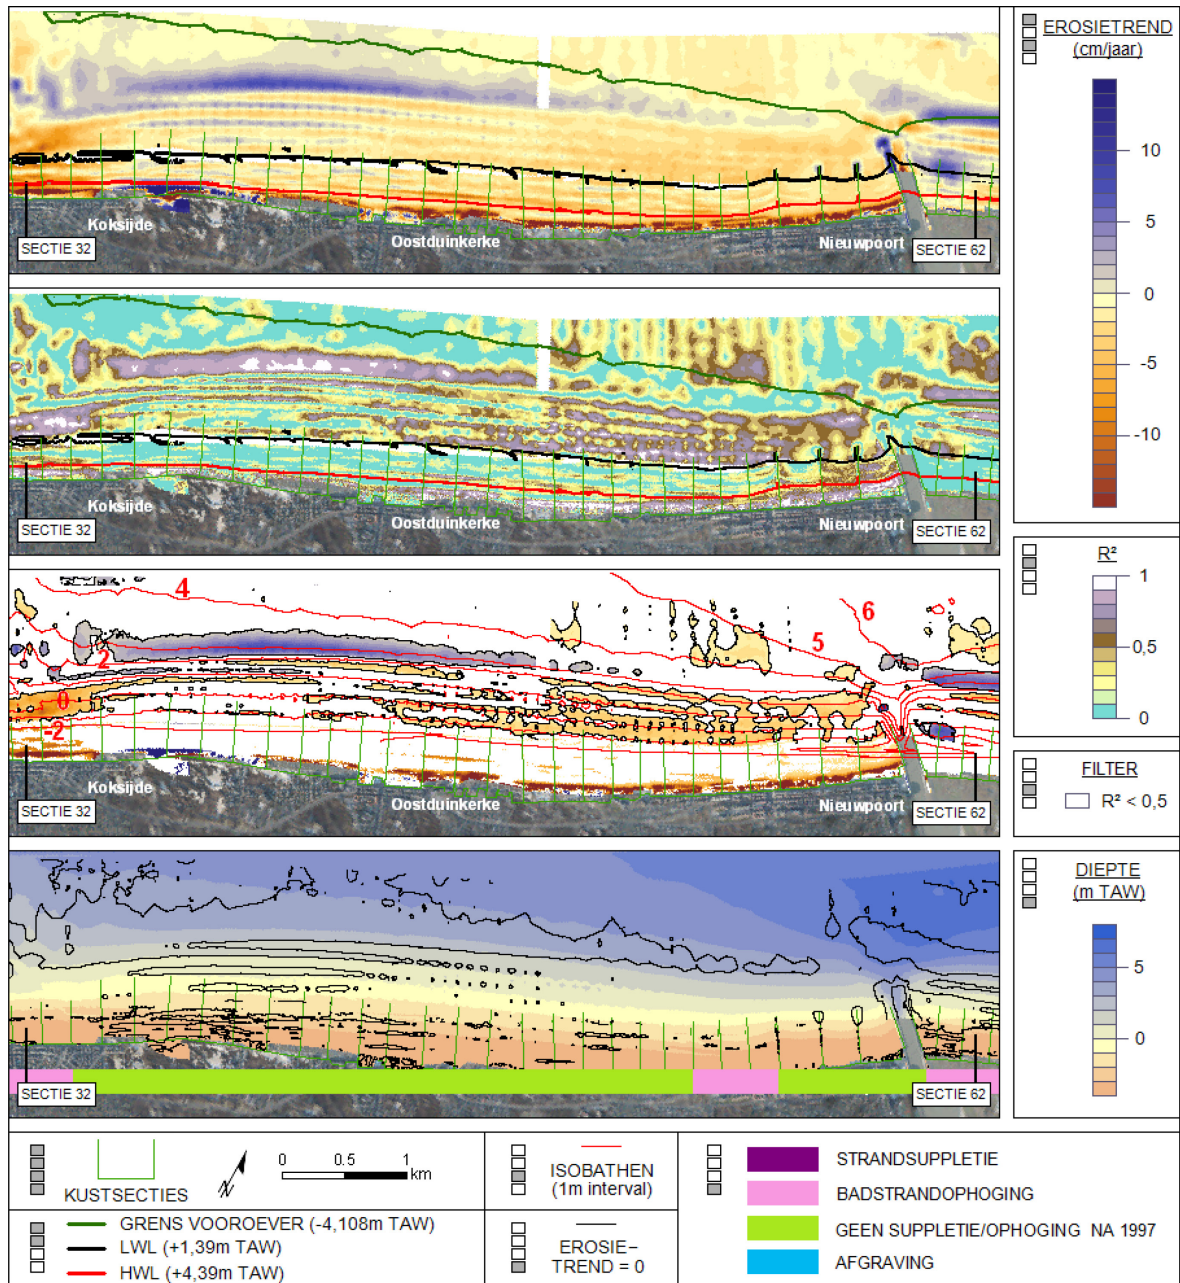 Koksijde
Oostduinkerke
Nieuwpoort
SECTIE 32
SECTIE 62
EROSIETREND
(cm/jaar)
10
5
0
-5
-10
Koksijde
Oostduinkerke
Nieuwpoort
SECTIE 32
SECTIE 62
R²
1
0,5
0
4
6
5
2
0
-2
Koksijde
Oostduinkerke
Nieuwpoort
SECTIE 32
SECTIE 62
FILTER
R² < 0,5
SECTIE 32
SECTIE 62
DIEPTE
(m TAW)
5
0
KUSTSECTIES
N
0 0.5 1
km
GRENS VOOROEVER (-4,108m TAW)
LWL (+1,39m TAW)
HWL (+4,39m TAW)
ISOBATHEN
(1m interval)
EROSIE-
TREND = 0
STRANDSUPPLETIE
BADSTRANDOPHOGING
GEEN SUPPLETIE/OPHOGING NA 1997
AFGRAVING